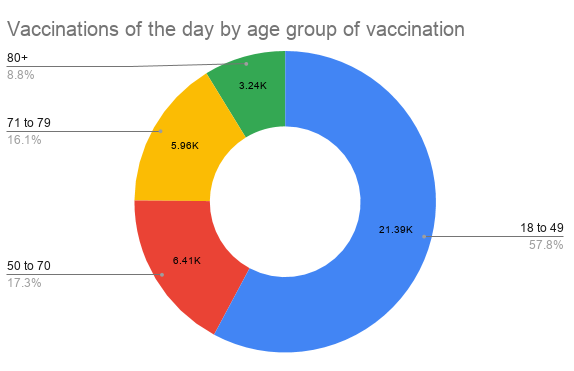 Vaccinations of the day by age group of vaccination
80+
8.8%
3.24K
71 to 79
16.1%
5.96K
18 to 49
57.8%
21.39K
50 to 70
17.3%
6.41K